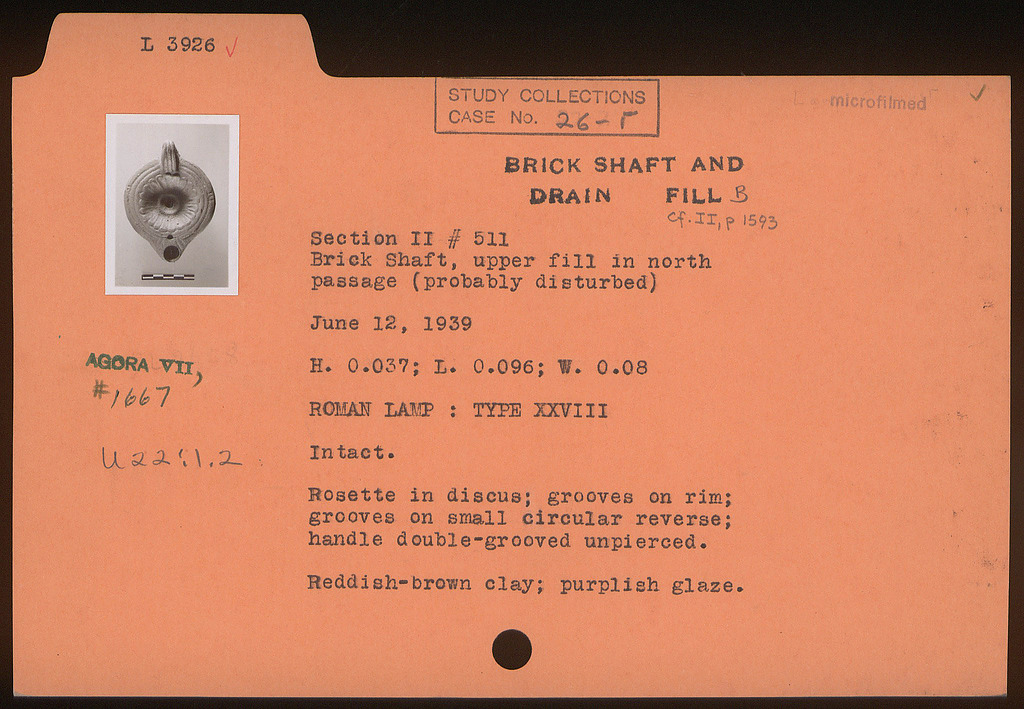 L 3926 ✓
STUDY COLLECTIONS
CASE No. 26-Γ
microfilmed ✓
BRICK SHAFT AND
DRAIN FILL B
Cf. II, p 1593
Section II # 511
Brick Shaft, upper fill in north
passage (probably disturbed)
June 12, 1939
AGORA VII,
#1667
H. 0.037; L. 0.096; W. 0.08
ROMAN LAMP : TYPE XXVIII
U22:1.2
Intact.
Rosette in discus; grooves on rim;
grooves on small circular reverse;
handle double-grooved unpierced.
Reddish-brown clay; purplish glaze.